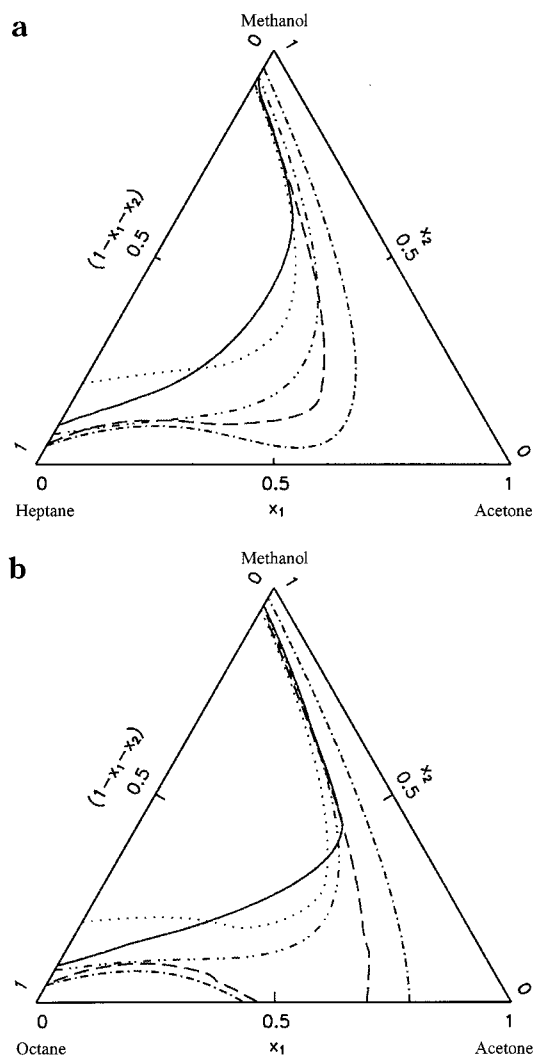 a
Methanol
0 1
(1-x₁-x₂)
0.5
x₂
0.5
1
0
0 0.5 1
Heptane x₁ Acetone
b
Methanol
0 1
(1-x₁-x₂)
0.5
x₂
0.5
1
0
0 0.5 1
Octane x₁ Acetone